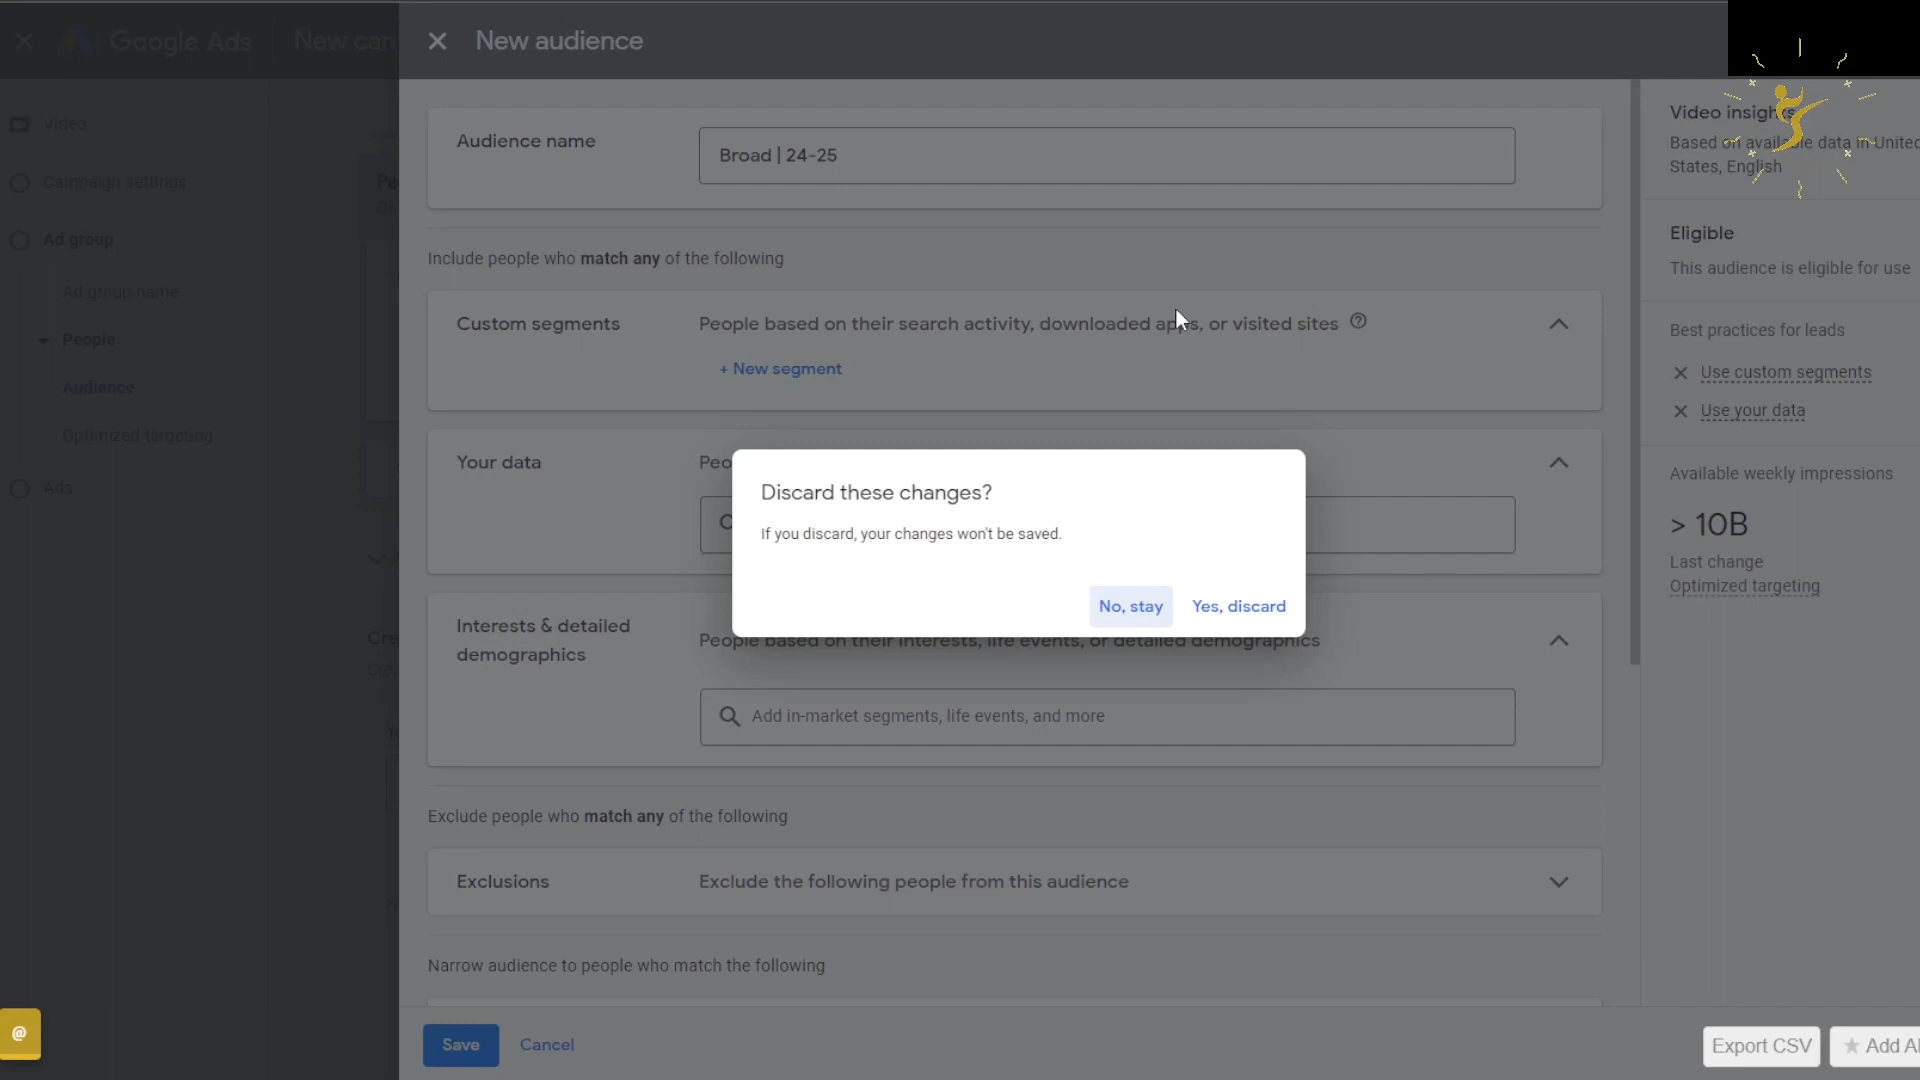 Google Ads
New cam
New audience
Video
Campaign settings
Ad group
Ad group name
People
Audience
Optimized targeting
Ads
Audience name
Broad | 24-25
Include people who match any of the following
Custom segments
People based on their search activity, downloaded apps, or visited sites
+ New segment
Your data
Peo
Discard these changes?
If you discard, your changes won't be saved.
No, stay
Yes, discard
Interests & detailed
demographics
People based on their interests, life events, or detailed demographics
Add in-market segments, life events, and more
Exclude people who match any of the following
Exclusions
Exclude the following people from this audience
Narrow audience to people who match the following
Save
Cancel
Video insights
Based on available data in United
States, English
Eligible
This audience is eligible for use
Best practices for leads
Use custom segments
Use your data
Available weekly impressions
> 10B
Last change
Optimized targeting
Export CSV
Add Al
@